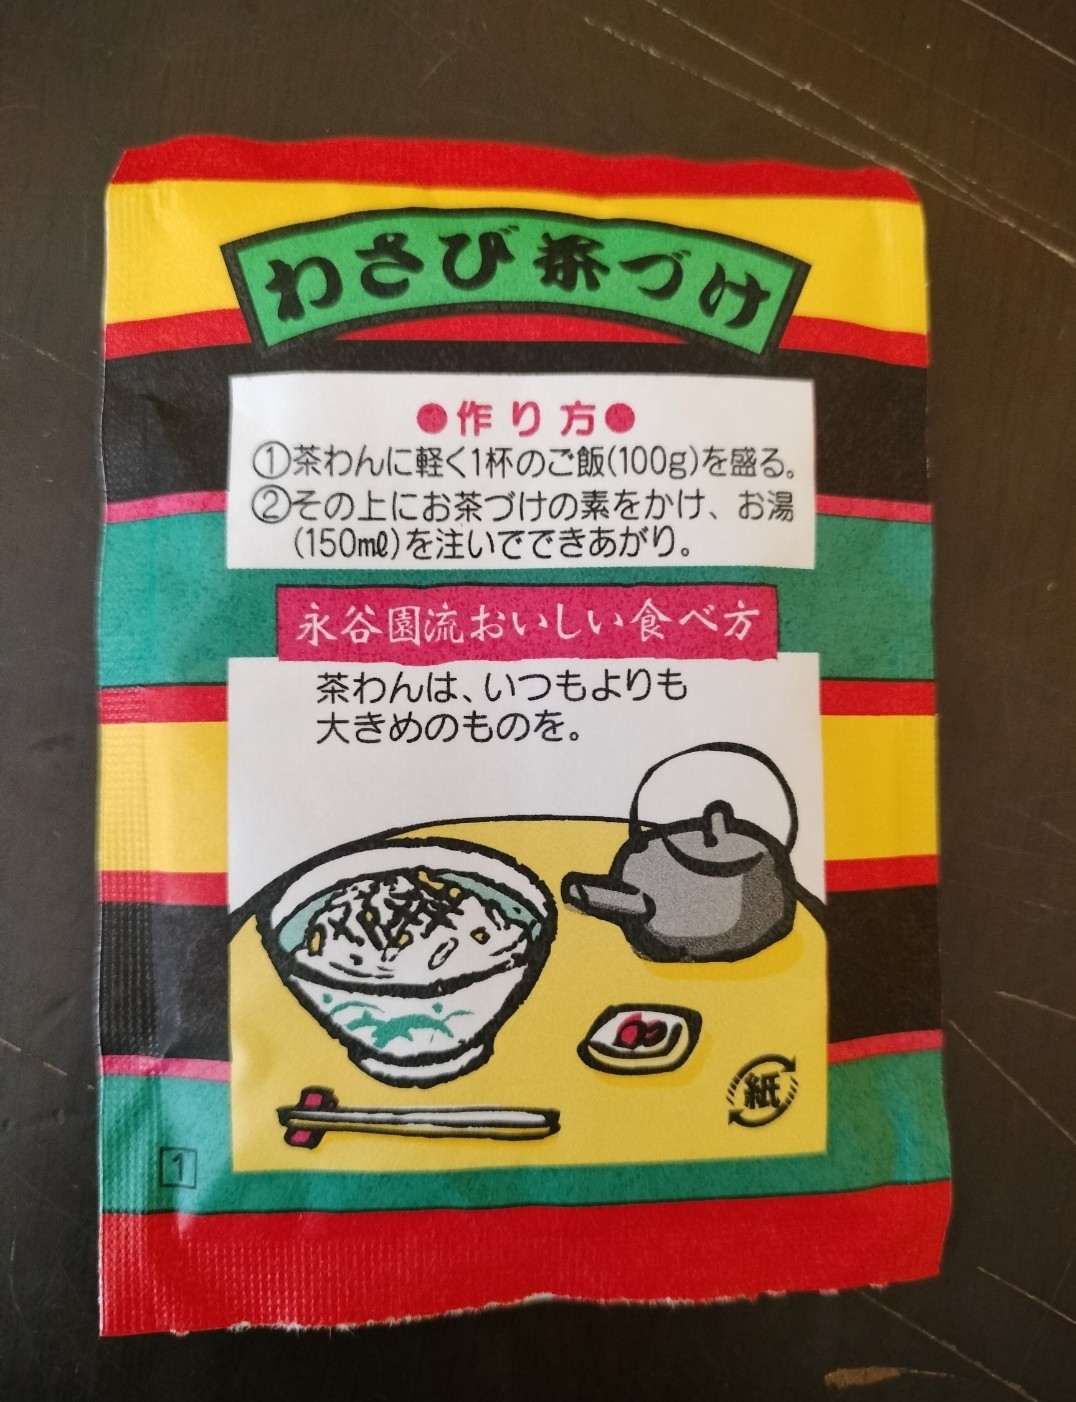 わさび茶づけ
●作り方●
①茶わんに軽く1杯のご飯(100g)を盛る。
②その上にお茶づけの素をかけ、お湯
(150㎖)を注いでできあがり。
永谷園流おいしい食べ方
茶わんは、いつもよりも
大きめのものを。
紙
1